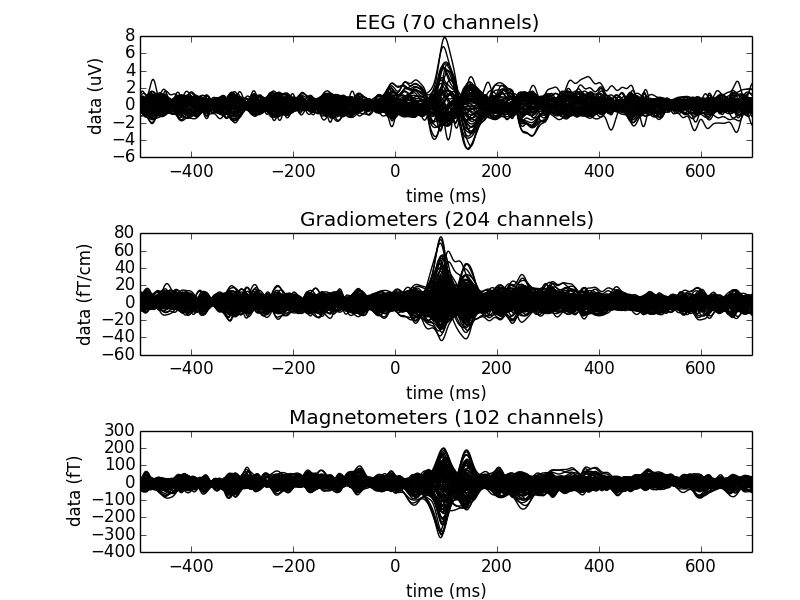 EEG (70 channels)
8
6
4
2
0
−2
−4
−6
data (uV)
−400 −200 0 200 400 600
time (ms)
Gradiometers (204 channels)
80
60
40
20
0
−20
−40
−60
data (fT/cm)
−400 −200 0 200 400 600
time (ms)
Magnetometers (102 channels)
300
200
100
0
−100
−200
−300
−400
data (fT)
−400 −200 0 200 400 600
time (ms)